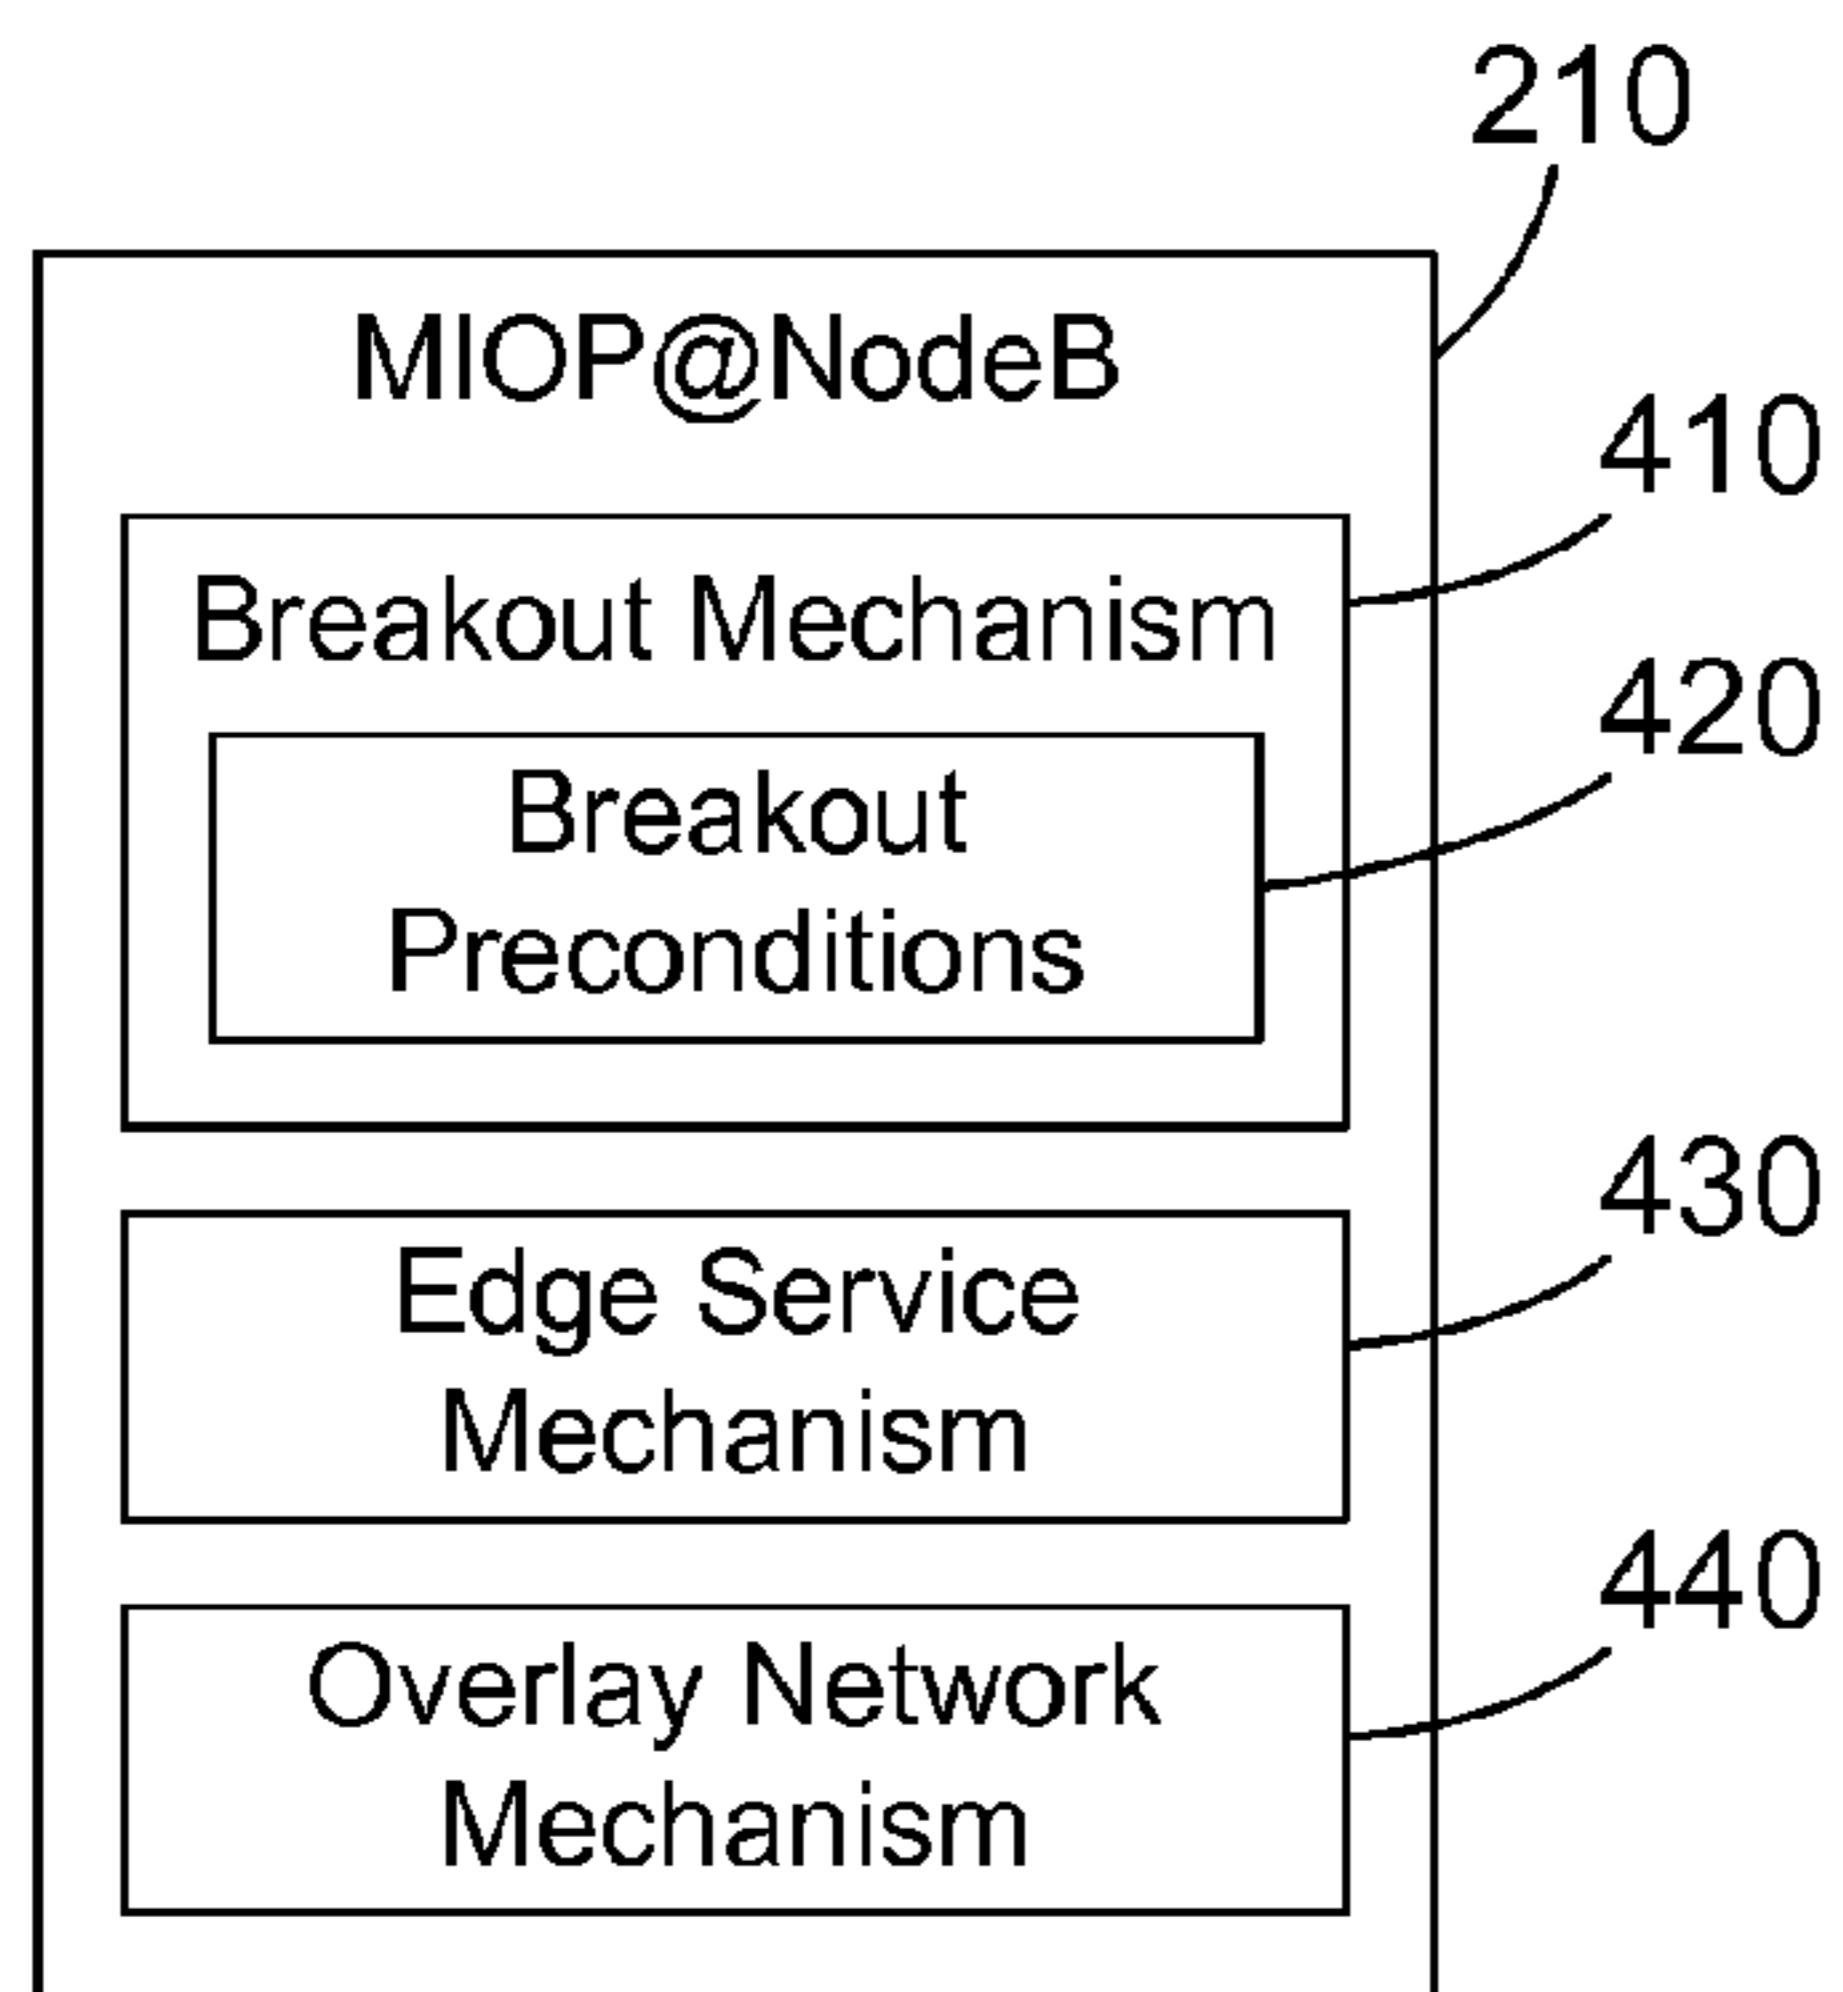 210
MIOP@NodeB
410
Breakout Mechanism
420
Breakout
Preconditions
430
Edge Service
Mechanism
440
Overlay Network
Mechanism